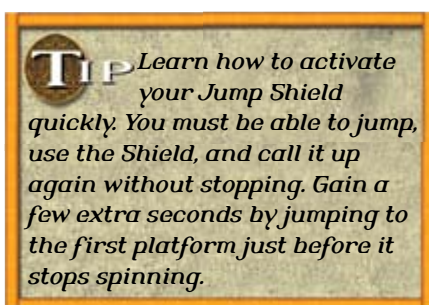 TIP Learn how to activate
your Jump Shield
quickly. You must be able to jump,
use the Shield, and call it up
again without stopping. Gain a
few extra seconds by jumping to
the first platform just before it
stops spinning.